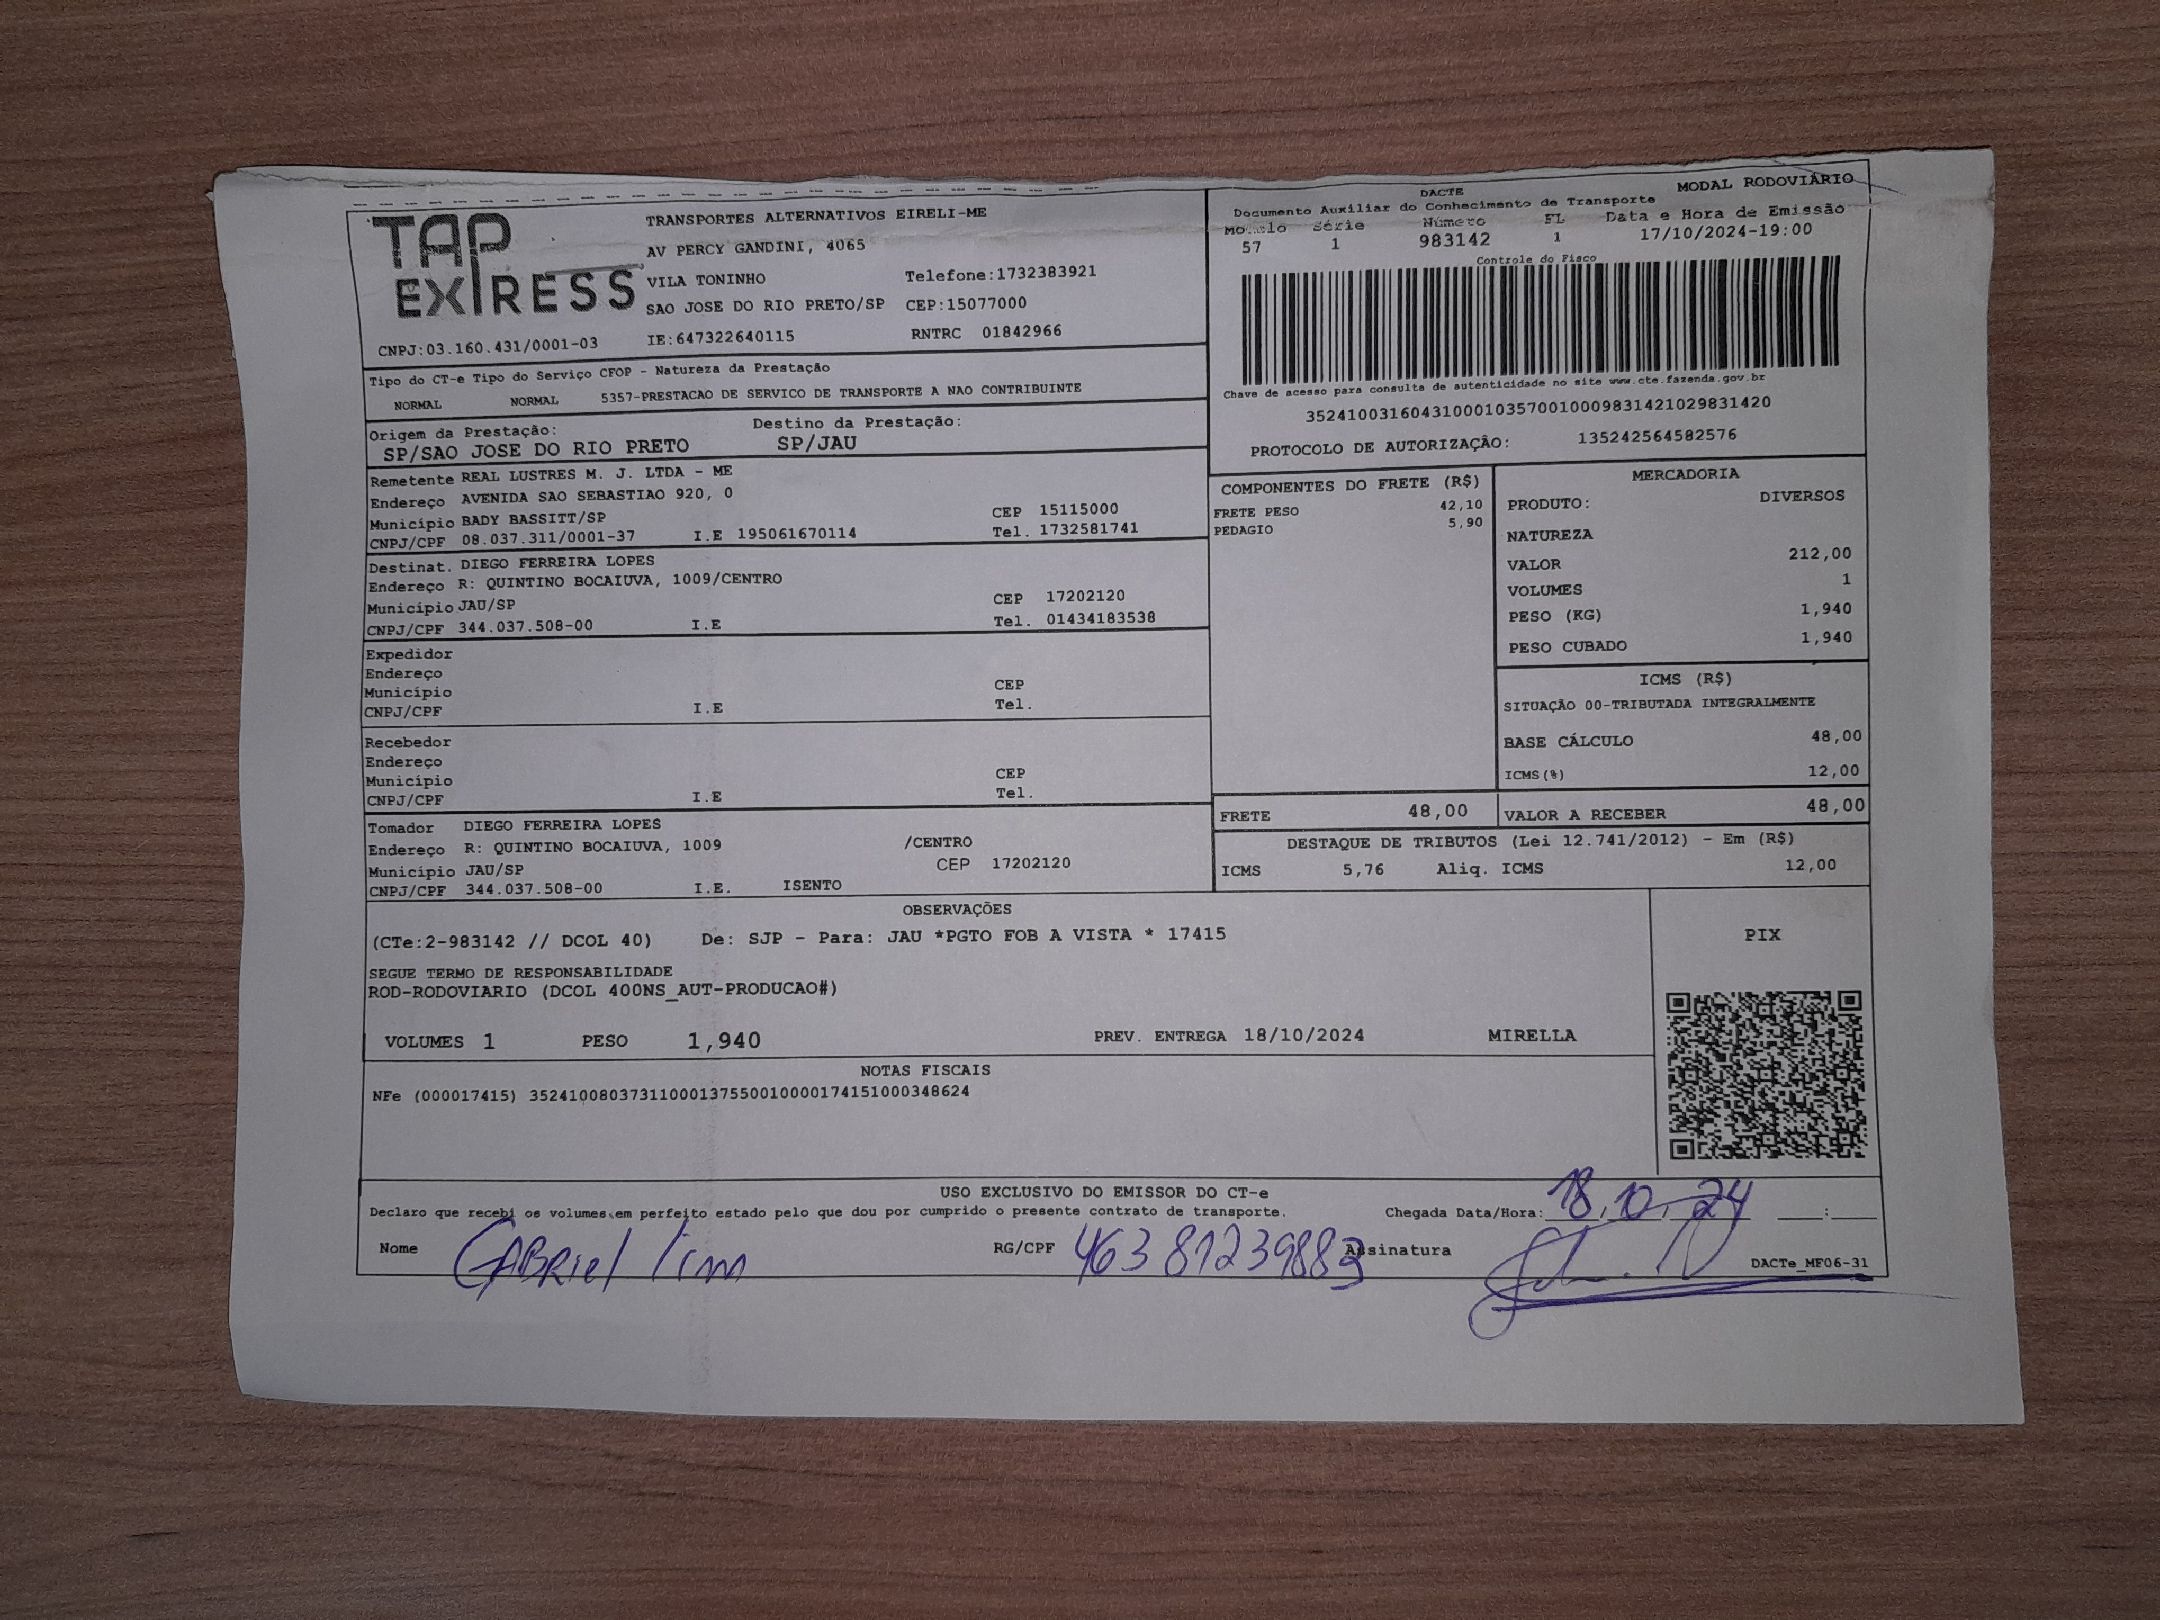 TAP EXPRESS
TRANSPORTES ALTERNATIVOS EIRELI-ME
AV PERCY GANDINI, 4065
VILA TONINHO Telefone:1732383921
SAO JOSE DO RIO PRETO/SP CEP:15077000
CNPJ:03.160.431/0001-03 IE:647322640115 RNTRC 01842966
DACTE MODAL RODOVIÁRIO
Documento Auxiliar do Conhecimento de Transporte
Modelo Série Número FL Data e Hora de Emissão
57 1 983142 1 17/10/2024-19:00
Controle do Fisco
Chave de acesso para consulta de autenticidade no site www.cte.fazenda.gov.br
35241003160431000103570010009831421029831420
PROTOCOLO DE AUTORIZAÇÃO: 135242564582576
Tipo do CT-e Tipo do Serviço CFOP - Natureza da Prestação
NORMAL NORMAL 5357-PRESTACAO DE SERVICO DE TRANSPORTE A NAO CONTRIBUINTE
Origem da Prestação: Destino da Prestação:
SP/SAO JOSE DO RIO PRETO SP/JAU
Remetente REAL LUSTRES M. J. LTDA - ME
Endereço AVENIDA SAO SEBASTIAO 920, 0
Município BADY BASSITT/SP CEP 15115000
CNPJ/CPF 08.037.311/0001-37 I.E 195061670114 Tel. 1732581741
Destinat. DIEGO FERREIRA LOPES
Endereço R: QUINTINO BOCAIUVA, 1009/CENTRO
Município JAU/SP CEP 17202120
CNPJ/CPF 344.037.508-00 I.E Tel. 01434183538
Expedidor
Endereço
Município CEP
CNPJ/CPF I.E Tel.
Recebedor
Endereço
Município CEP
CNPJ/CPF I.E Tel.
Tomador DIEGO FERREIRA LOPES
Endereço R: QUINTINO BOCAIUVA, 1009 /CENTRO
Município JAU/SP CEP 17202120
CNPJ/CPF 344.037.508-00 I.E. ISENTO
COMPONENTES DO FRETE (R$)
FRETE PESO 42,10
PEDAGIO 5,90
MERCADORIA
PRODUTO: DIVERSOS
NATUREZA
VALOR 212,00
VOLUMES 1
PESO (KG) 1,940
PESO CUBADO 1,940
ICMS (R$)
SITUAÇÃO 00-TRIBUTADA INTEGRALMENTE
BASE CÁLCULO 48,00
ICMS(%) 12,00
FRETE 48,00 VALOR A RECEBER 48,00
DESTAQUE DE TRIBUTOS (Lei 12.741/2012) - Em (R$)
ICMS 5,76 Aliq. ICMS 12,00
OBSERVAÇÕES
(CTe:2-983142 // DCOL 40) De: SJP - Para: JAU *PGTO FOB A VISTA * 17415
SEGUE TERMO DE RESPONSABILIDADE
ROD-RODOVIARIO (DCOL 400NS_AUT-PRODUCAO#)
VOLUMES 1 PESO 1,940 PREV. ENTREGA 18/10/2024 MIRELLA
PIX
NOTAS FISCAIS
NFe (000017415) 35241008037311000137550010000174151000348624
USO EXCLUSIVO DO EMISSOR DO CT-e
Declaro que recebi os volumes em perfeito estado pelo que dou por cumprido o presente contrato de transporte. Chegada Data/Hora: 18.10.24 __:__
Nome GABRIEL RG/CPF 46381239883 Assinatura
DACTe_MF06-31